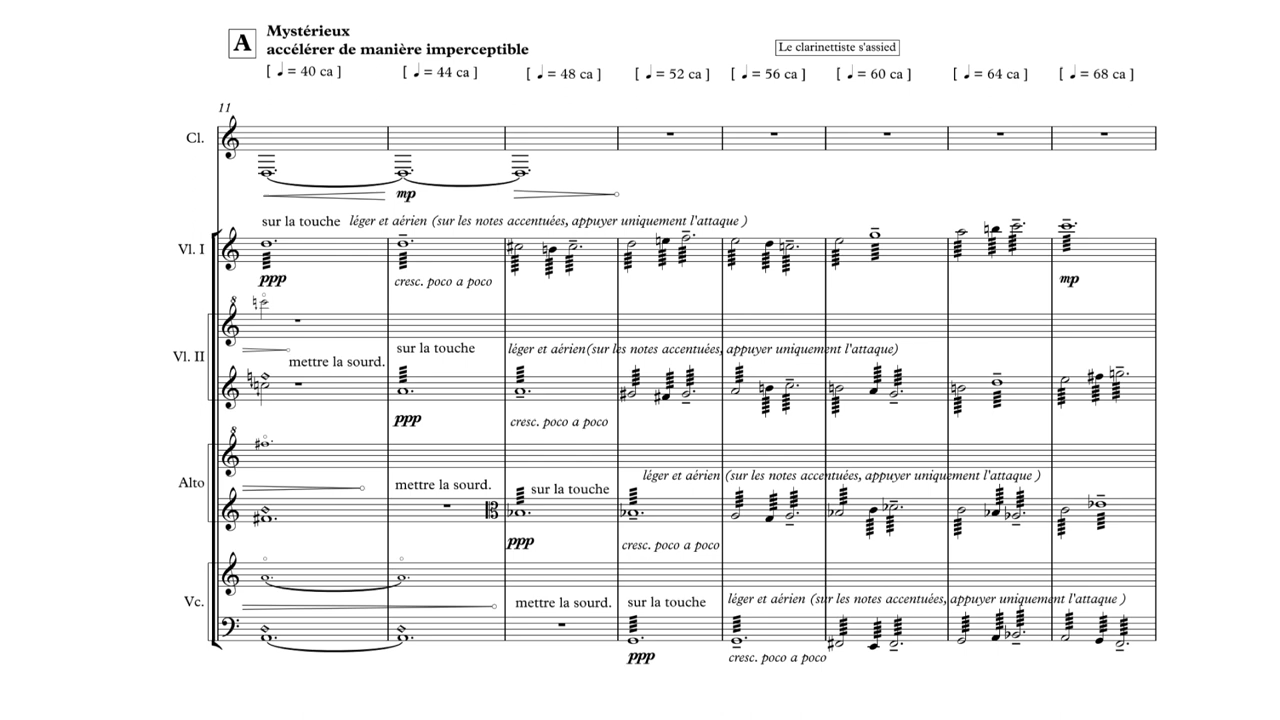 A
Mystérieux
accélérer de manière imperceptible
Le clarinettiste s'assied
[ ♩ = 40 ca ] [ ♩ = 44 ca ] [ ♩ = 48 ca ] [ ♩ = 52 ca ] [ ♩ = 56 ca ] [ ♩ = 60 ca ] [ ♩ = 64 ca ] [ ♩ = 68 ca ]
11
Cl.
mp
sur la touche léger et aérien (sur les notes accentuées, appuyer uniquement l'attaque )
Vl. I
ppp cresc. poco a poco mp
8
sur la touche léger et aérien(sur les notes accentuées, appuyer uniquement l'attaque)
Vl. II
mettre la sourd.
ppp cresc. poco a poco
8
léger et aérien (sur les notes accentuées, appuyer uniquement l'attaque )
Alto
mettre la sourd. sur la touche
ppp cresc. poco a poco
Vc.
mettre la sourd. sur la touche léger et aérien (sur les notes accentuées, appuyer uniquement l'attaque )
ppp cresc. poco a poco